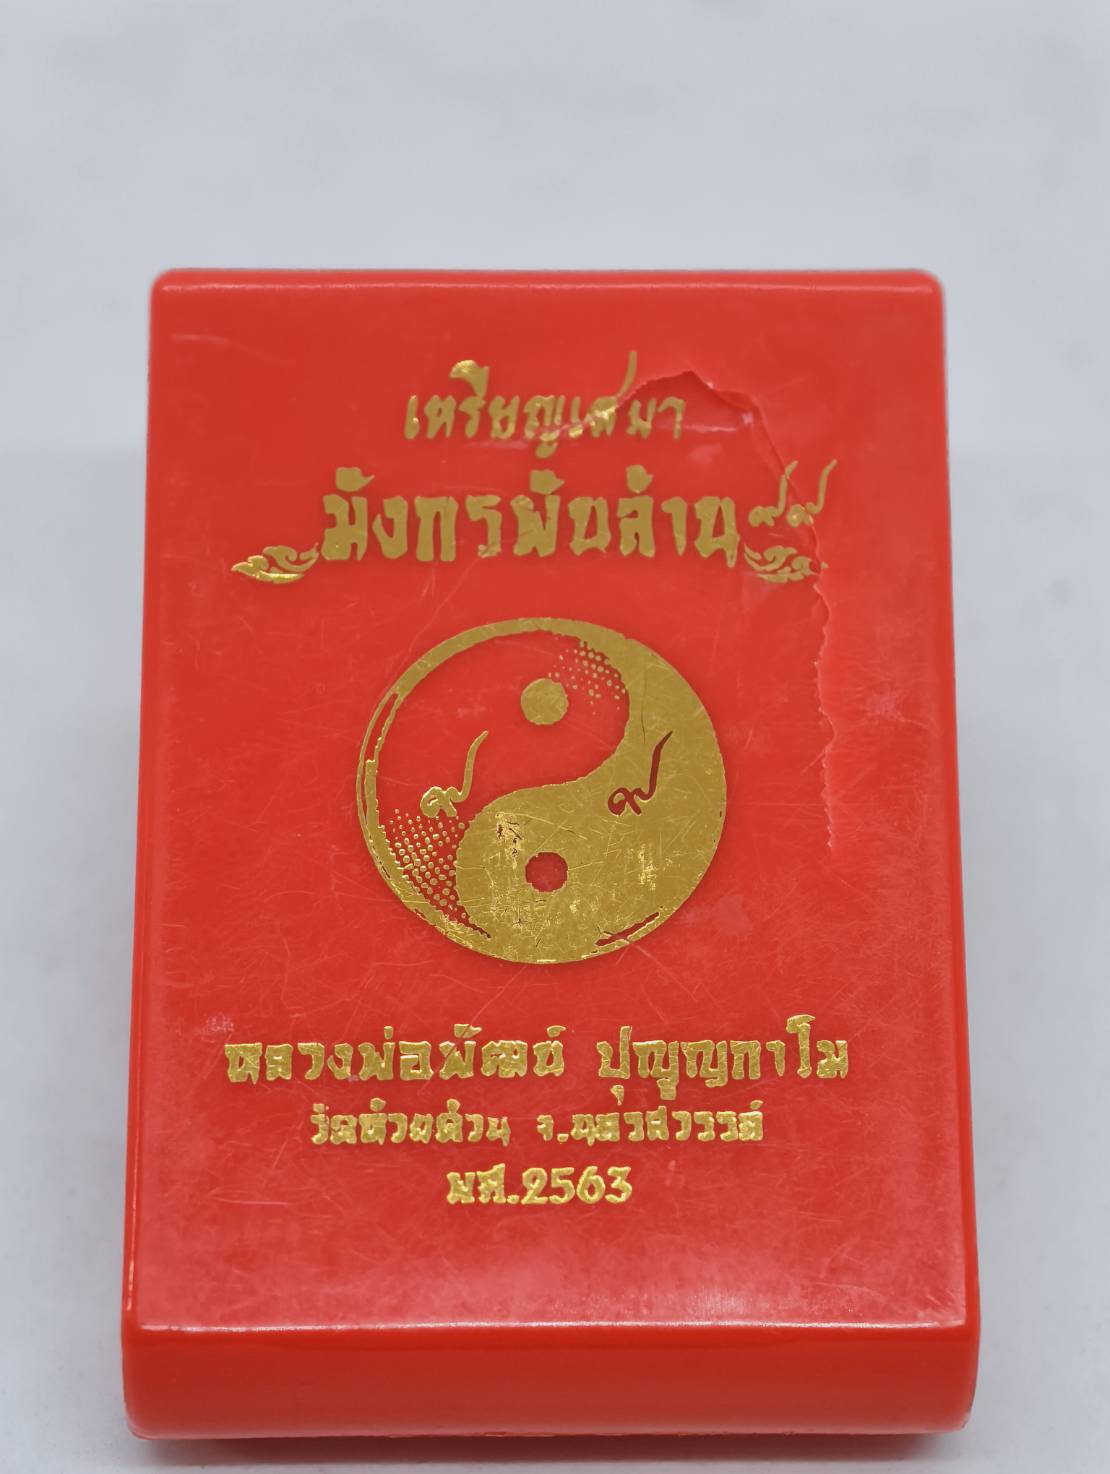 เหรียญเสมา
มังกรพันล้าน ๙๙
๙ ๙
หลวงพ่อพัฒน์ ปุญญกาโม
วัดห้วยด้วน จ.นครสวรรค์
พศ.2563